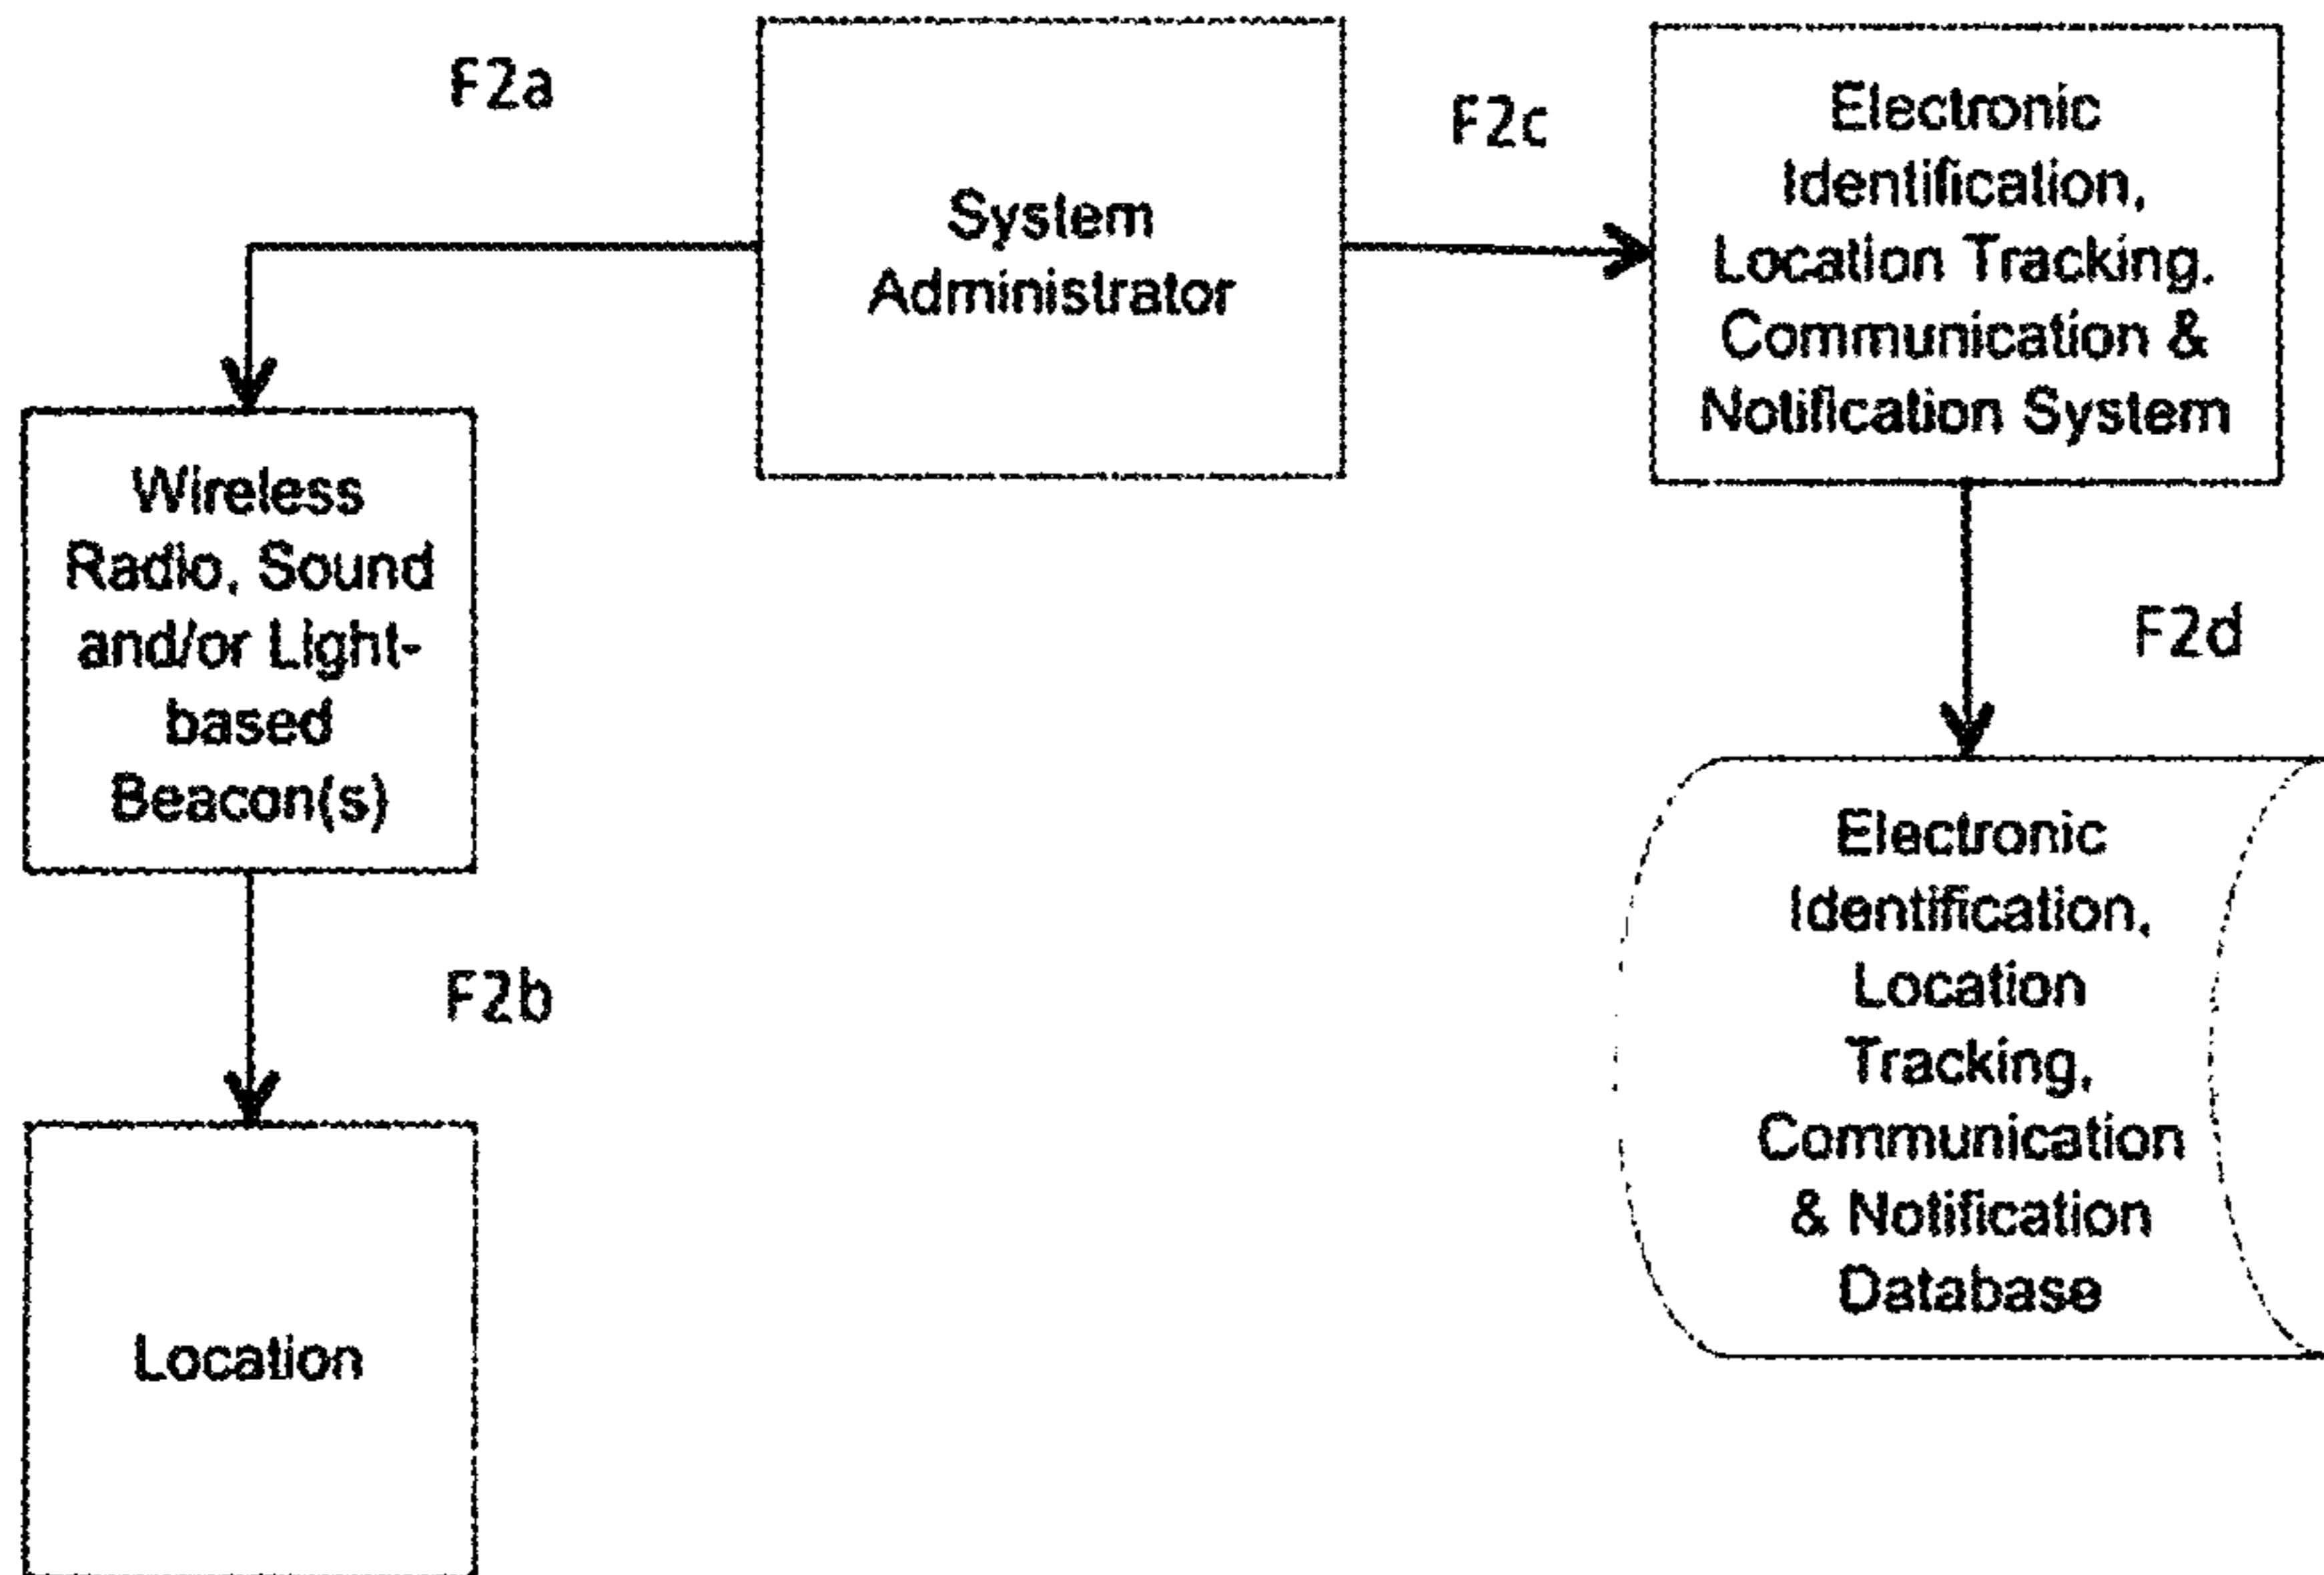 F2a
System
Administrator
F2c
Electronic
Identification,
Location Tracking,
Communication &
Notification System
Wireless
Radio, Sound
and/or Light-
based
Beacon(s)
F2b
Location
F2d
Electronic
Identification,
Location
Tracking,
Communication
& Notification
Database